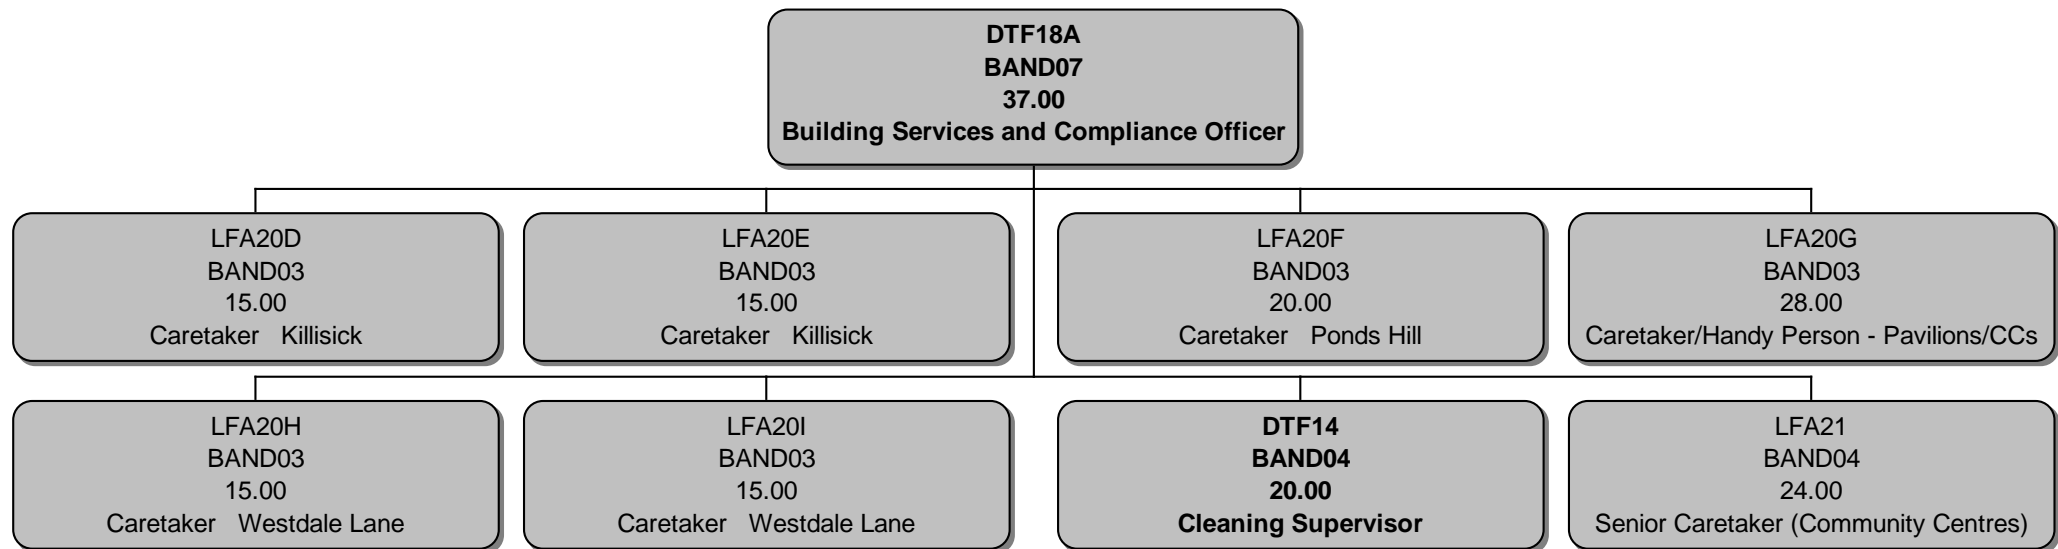 DTF18A
BAND07
37.00
Building Services and Compliance Officer
LFA20D
BAND03
15.00
Caretaker Killisick
LFA20E
BAND03
15.00
Caretaker Killisick
LFA20F
BAND03
20.00
Caretaker Ponds Hill
LFA20G
BAND03
28.00
Caretaker/Handy Person - Pavilions/CCs
LFA20H
BAND03
15.00
Caretaker Westdale Lane
LFA20I
BAND03
15.00
Caretaker Westdale Lane
DTF14
BAND04
20.00
Cleaning Supervisor
LFA21
BAND04
24.00
Senior Caretaker (Community Centres)